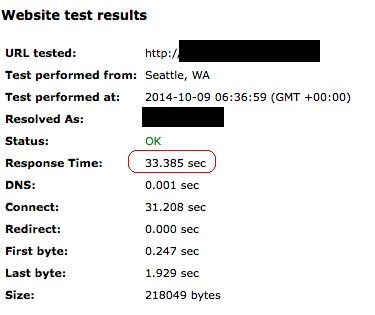 Website test results
URL tested: http:/
Test performed from: Seattle, WA
Test performed at: 2014-10-09 06:36:59 (GMT +00:00)
Resolved As:
Status: OK
Response Time: 33.385 sec
DNS: 0.001 sec
Connect: 31.208 sec
Redirect: 0.000 sec
First byte: 0.247 sec
Last byte: 1.929 sec
Size: 218049 bytes